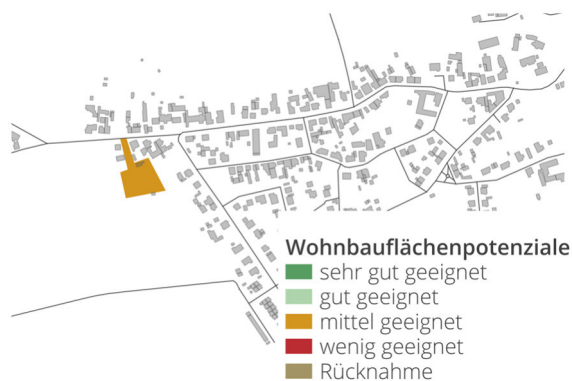 Wohnbauflächenpotenziale
sehr gut geeignet
gut geeignet
mittel geeignet
wenig geeignet
Rücknahme